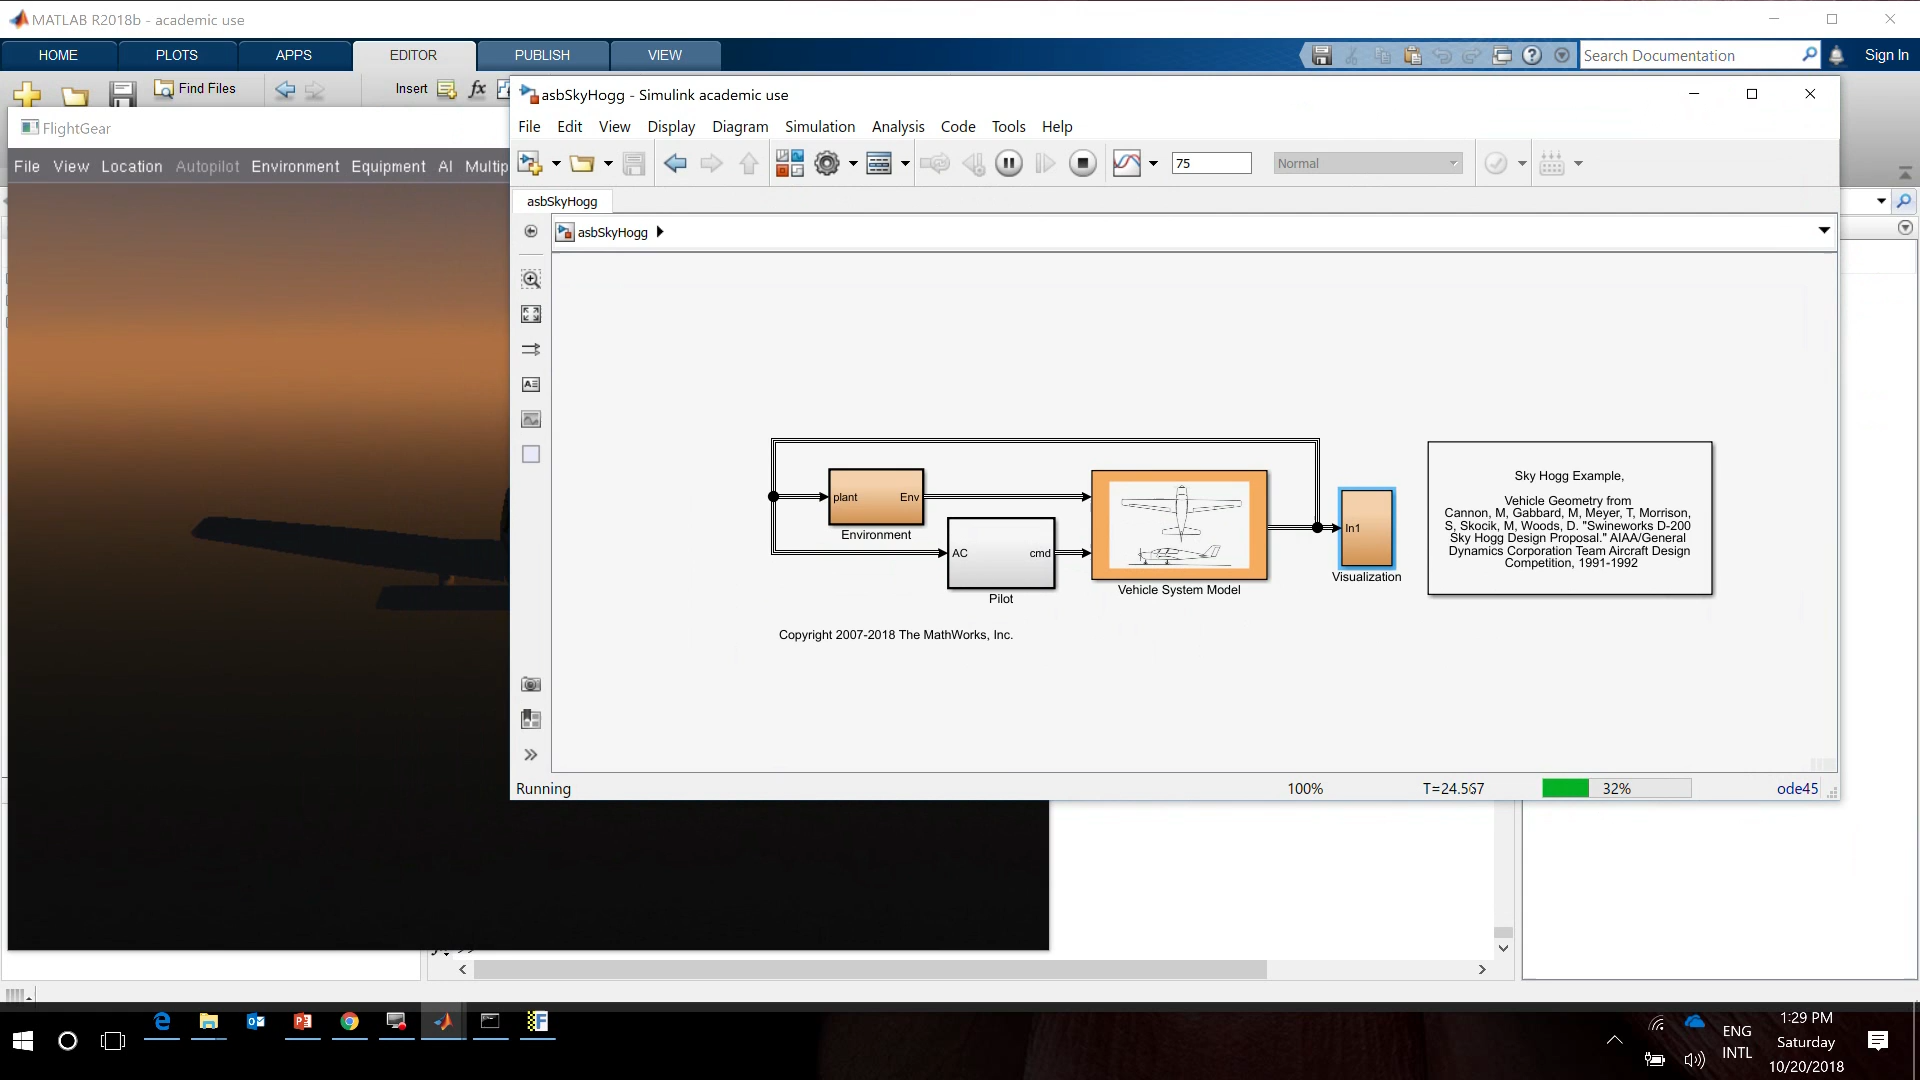 MATLAB R2018b - academic use
HOME
PLOTS
APPS
EDITOR
PUBLISH
VIEW
Search Documentation
Sign In
Find Files
Insert
fx
FlightGear
File View Location Autopilot Environment Equipment AI Multip
asbSkyHogg - Simulink academic use
File Edit View Display Diagram Simulation Analysis Code Tools Help
75
Normal
asbSkyHogg
asbSkyHogg
plant Env
Environment
AC cmd
Pilot
Vehicle System Model
In1
Visualization
Sky Hogg Example,
Vehicle Geometry from
Cannon, M, Gabbard, M, Meyer, T, Morrison,
S, Skocik, M, Woods, D. "Swineworks D-200
Sky Hogg Design Proposal." AIAA/General
Dynamics Corporation Team Aircraft Design
Competition, 1991-1992
Copyright 2007-2018 The MathWorks, Inc.
Running
100%
T=24.567
32%
ode45
ENG
INTL
1:29 PM
Saturday
10/20/2018